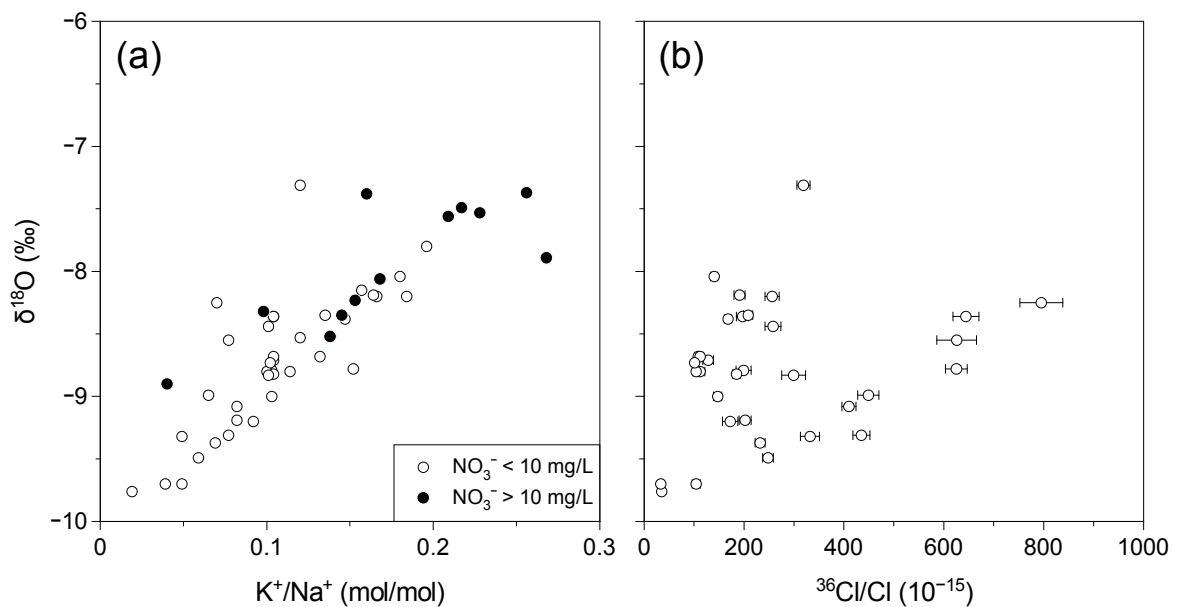 (a)
(b)
−6
−7
−8
−9
−10
δ¹⁸O (‰)
NO₃⁻ < 10 mg/L
NO₃⁻ > 10 mg/L
0 0.1 0.2 0.3
K⁺/Na⁺ (mol/mol)
0 200 400 600 800 1000
³⁶Cl/Cl (10⁻¹⁵)